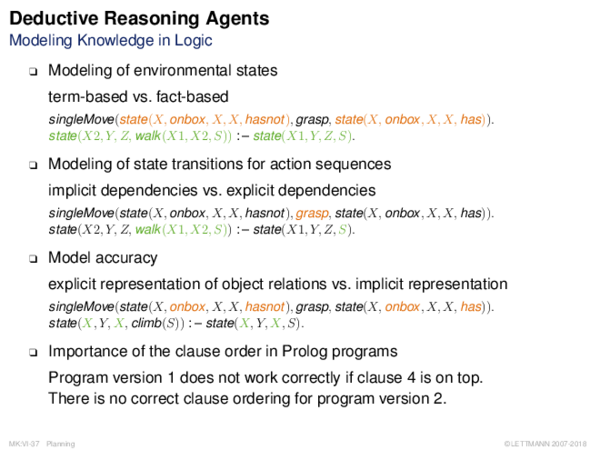 Deductive Reasoning Agents
Modeling Knowledge in Logic
❑ Modeling of environmental states
term-based vs. fact-based
singleMove(state(X, onbox, X, X, hasnot), grasp, state(X, onbox, X, X, has)).
state(X2, Y, Z, walk(X1, X2, S)) :– state(X1, Y, Z, S).
❑ Modeling of state transitions for action sequences
implicit dependencies vs. explicit dependencies
singleMove(state(X, onbox, X, X, hasnot), grasp, state(X, onbox, X, X, has)).
state(X2, Y, Z, walk(X1, X2, S)) :– state(X1, Y, Z, S).
❑ Model accuracy
explicit representation of object relations vs. implicit representation
singleMove(state(X, onbox, X, X, hasnot), grasp, state(X, onbox, X, X, has)).
state(X, Y, X, climb(S)) :– state(X, Y, X, S).
❑ Importance of the clause order in Prolog programs
Program version 1 does not work correctly if clause 4 is on top.
There is no correct clause ordering for program version 2.
MK:VI-37 Planning ©LETTMANN 2007-2018